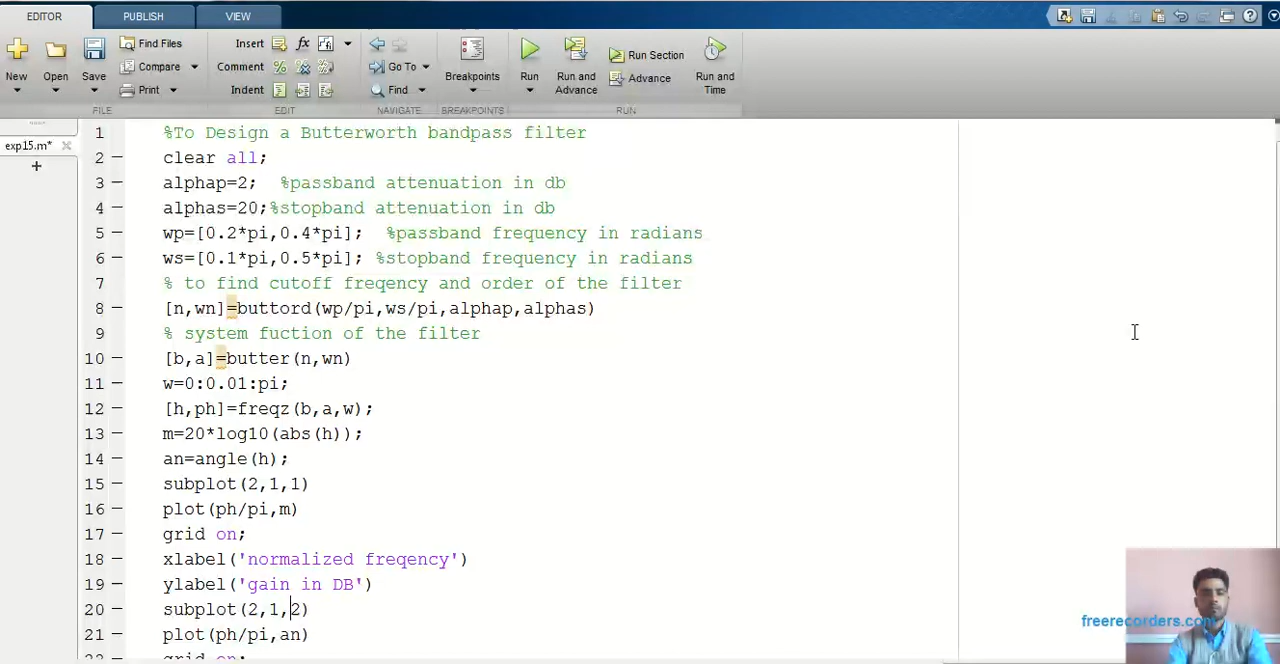 EDITOR PUBLISH VIEW
New Open Save Find Files Compare Print
Insert fx Comment Indent
Go To Find
Breakpoints
Run Run and Advance Run Section Advance Run and Time
FILE EDIT NAVIGATE BREAKPOINTS RUN
exp15.m*
1 %To Design a Butterworth bandpass filter
2 clear all;
3 alphap=2; %passband attenuation in db
4 alphas=20;%stopband attenuation in db
5 wp=[0.2*pi,0.4*pi]; %passband frequency in radians
6 ws=[0.1*pi,0.5*pi]; %stopband frequency in radians
7 % to find cutoff freqency and order of the filter
8 [n,wn]=buttord(wp/pi,ws/pi,alphap,alphas)
9 % system fuction of the filter
10 [b,a]=butter(n,wn)
11 w=0:0.01:pi;
12 [h,ph]=freqz(b,a,w);
13 m=20*log10(abs(h));
14 an=angle(h);
15 subplot(2,1,1)
16 plot(ph/pi,m)
17 grid on;
18 xlabel('normalized freqency')
19 ylabel('gain in DB')
20 subplot(2,1,2)
21 plot(ph/pi,an)
22 grid on;
freerecorders.com